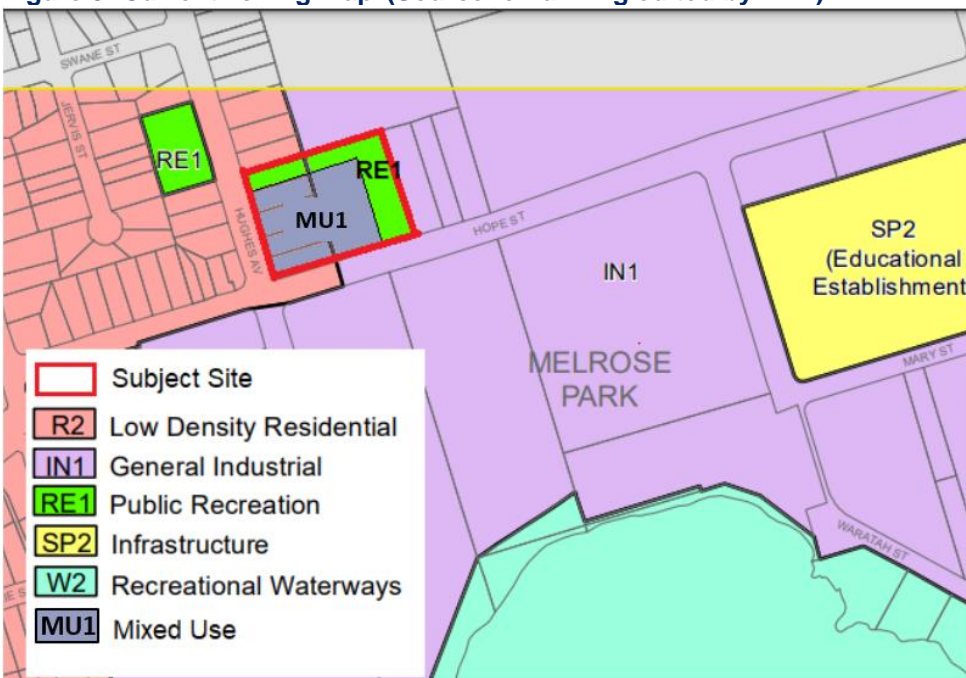 SWANE ST
JERVIS ST
RE1
RE1
MU1
HUGHES AV
HOPE ST
IN1
SP2
(Educational
Establishment
MELROSE
PARK
MARY ST
WARATAH ST
Subject Site
R2 Low Density Residential
IN1 General Industrial
RE1 Public Recreation
SP2 Infrastructure
W2 Recreational Waterways
MU1 Mixed Use